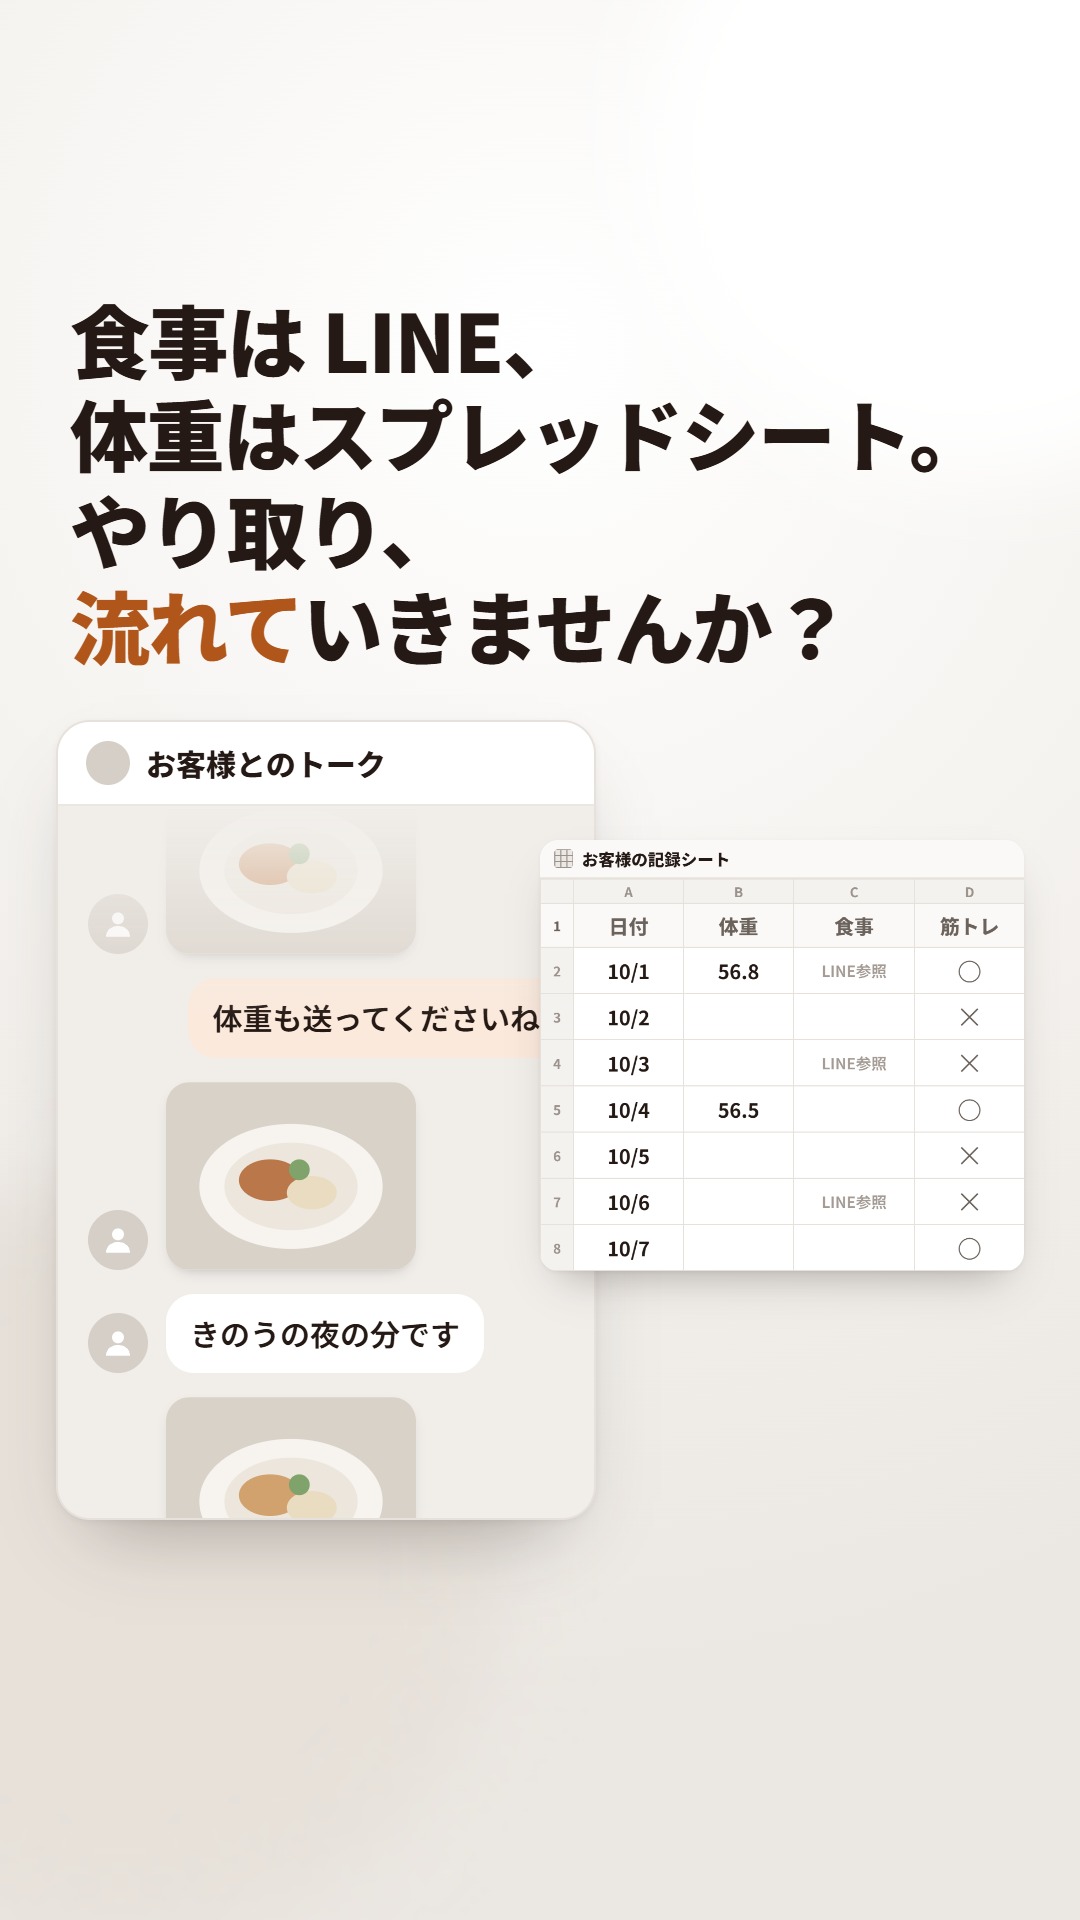 食事は LINE、
体重はスプレッドシート。
やり取り、
流れていきませんか？
お客様とのトーク
体重も送ってくださいね
きのうの夜の分です
お客様の記録シート
A B C D
1 日付 体重 食事 筋トレ
2 10/1 56.8 LINE参照 ○
3 10/2 ×
4 10/3 LINE参照 ×
5 10/4 56.5 ○
6 10/5 ×
7 10/6 LINE参照 ×
8 10/7 ○